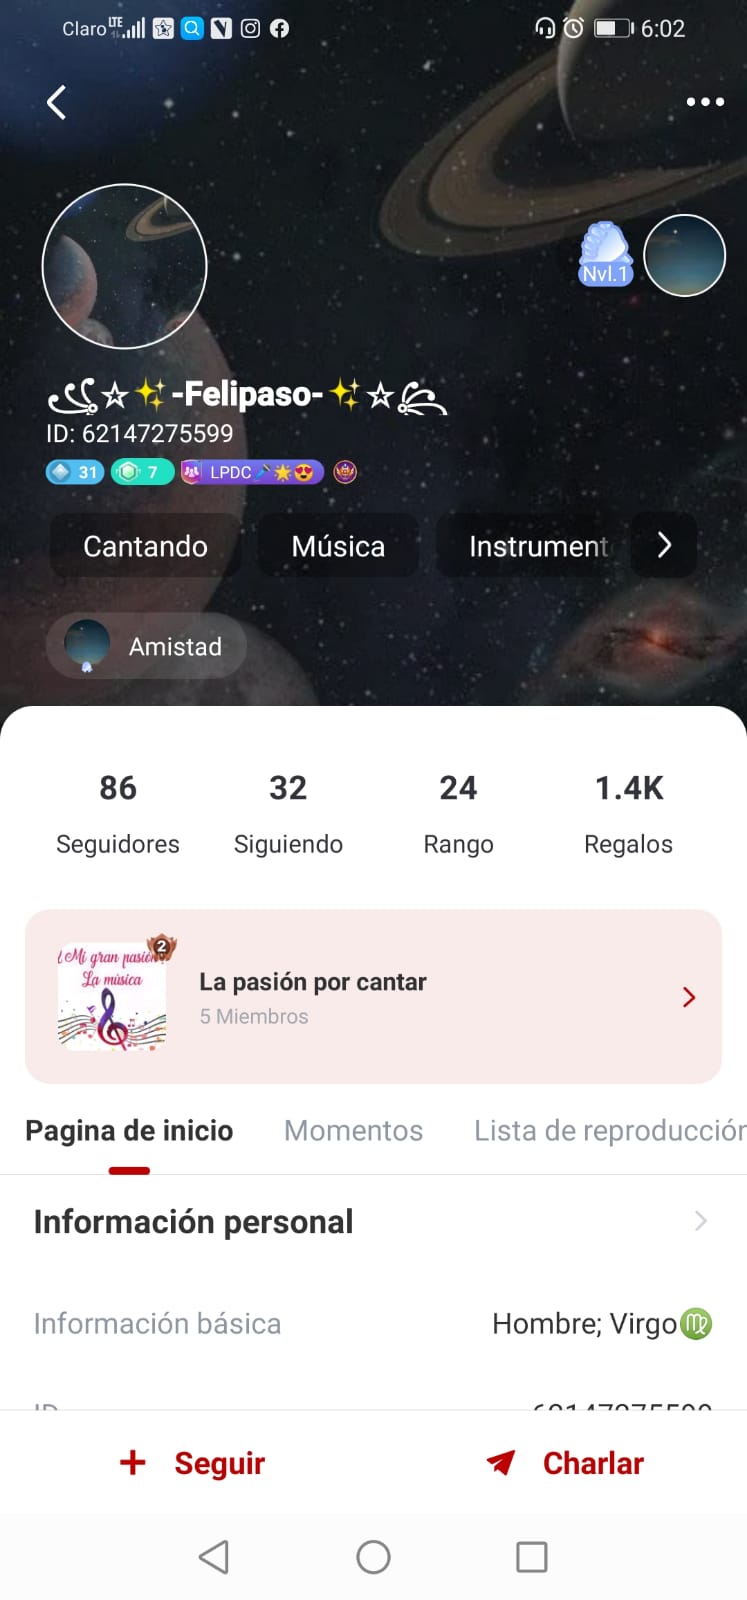 Claro LTE 6:02
Nvl.1
-Felipaso-
ID: 62147275599
31 7 LPDC
Cantando Música Instrument
Amistad
86 32 24 1.4K
Seguidores Siguiendo Rango Regalos
¡Mi gran pasión!
La música
2
La pasión por cantar
5 Miembros
Pagina de inicio Momentos Lista de reproducción
Información personal
Información básica Hombre; Virgo♍
ID 62147275599
+ Seguir Charlar